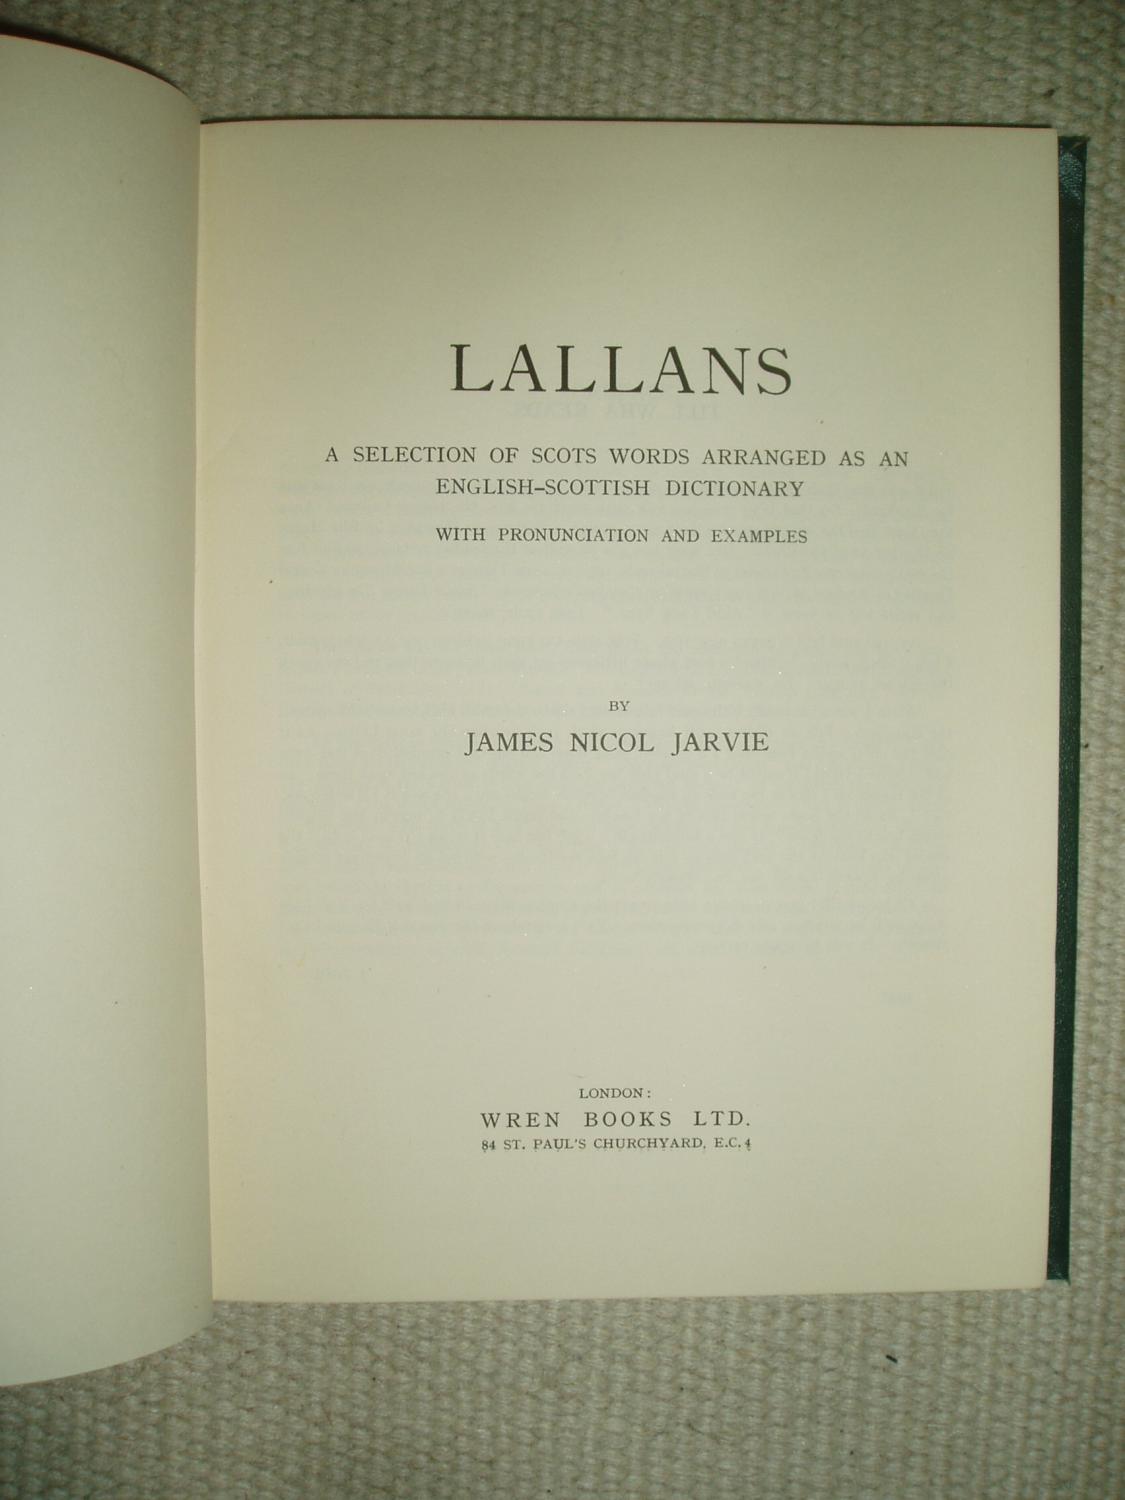 LALLANS
A SELECTION OF SCOTS WORDS ARRANGED AS AN
ENGLISH–SCOTTISH DICTIONARY
WITH PRONUNCIATION AND EXAMPLES
BY
JAMES NICOL JARVIE
LONDON:
WREN BOOKS LTD.
84 ST. PAUL'S CHURCHYARD, E.C.4